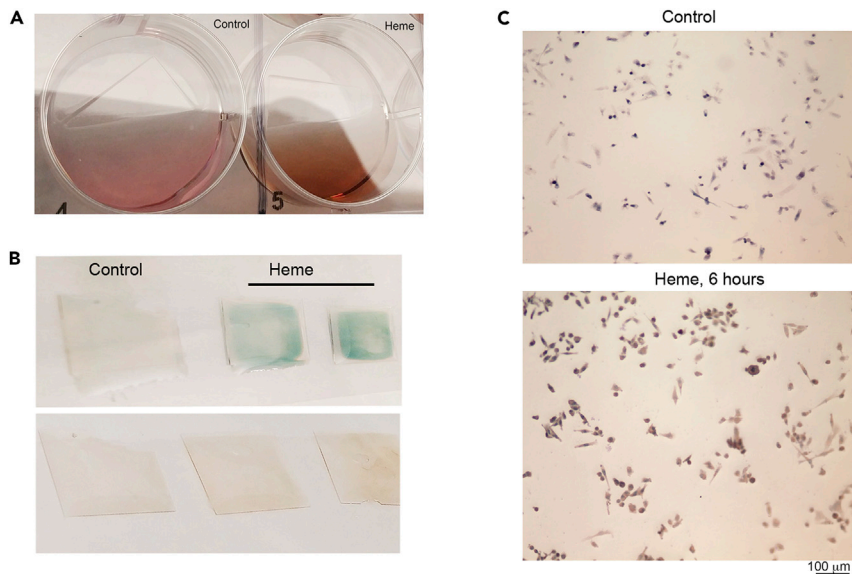 A
Control
Heme
4
5
B
Control
Heme
C
Control
Heme, 6 hours
100 μm